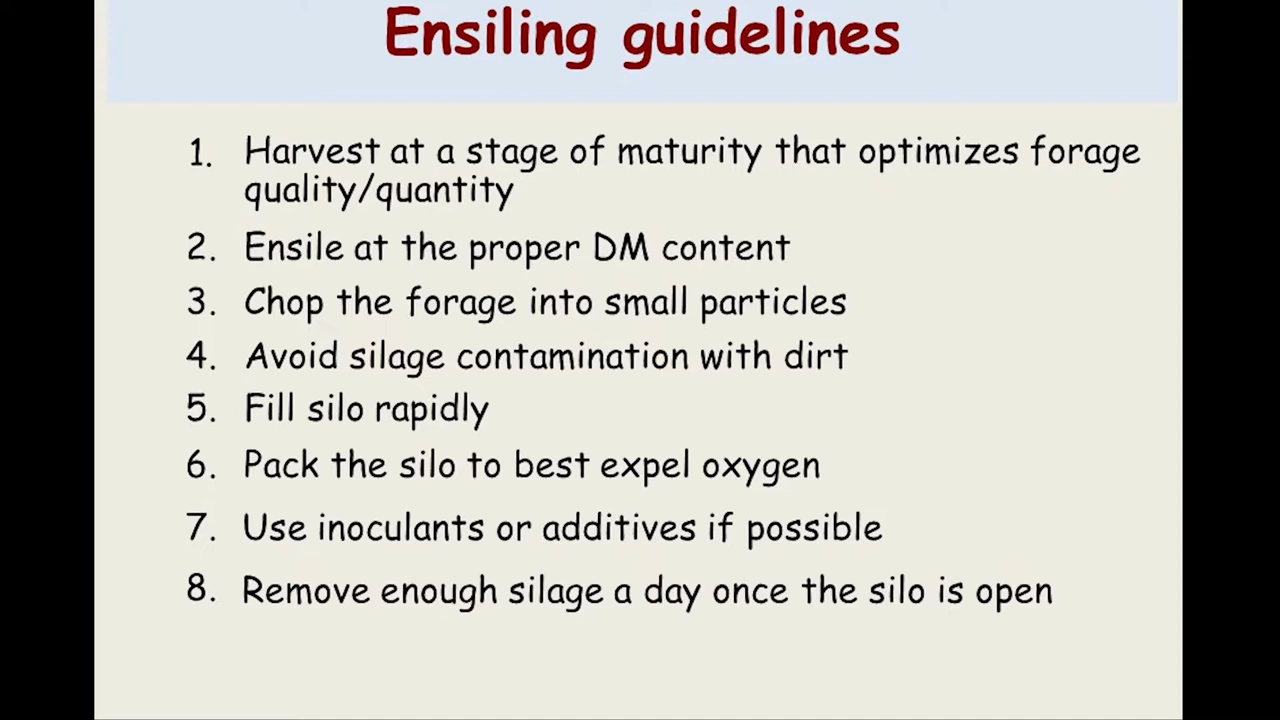 Ensiling guidelines
1. Harvest at a stage of maturity that optimizes forage
quality/quantity
2. Ensile at the proper DM content
3. Chop the forage into small particles
4. Avoid silage contamination with dirt
5. Fill silo rapidly
6. Pack the silo to best expel oxygen
7. Use inoculants or additives if possible
8. Remove enough silage a day once the silo is open